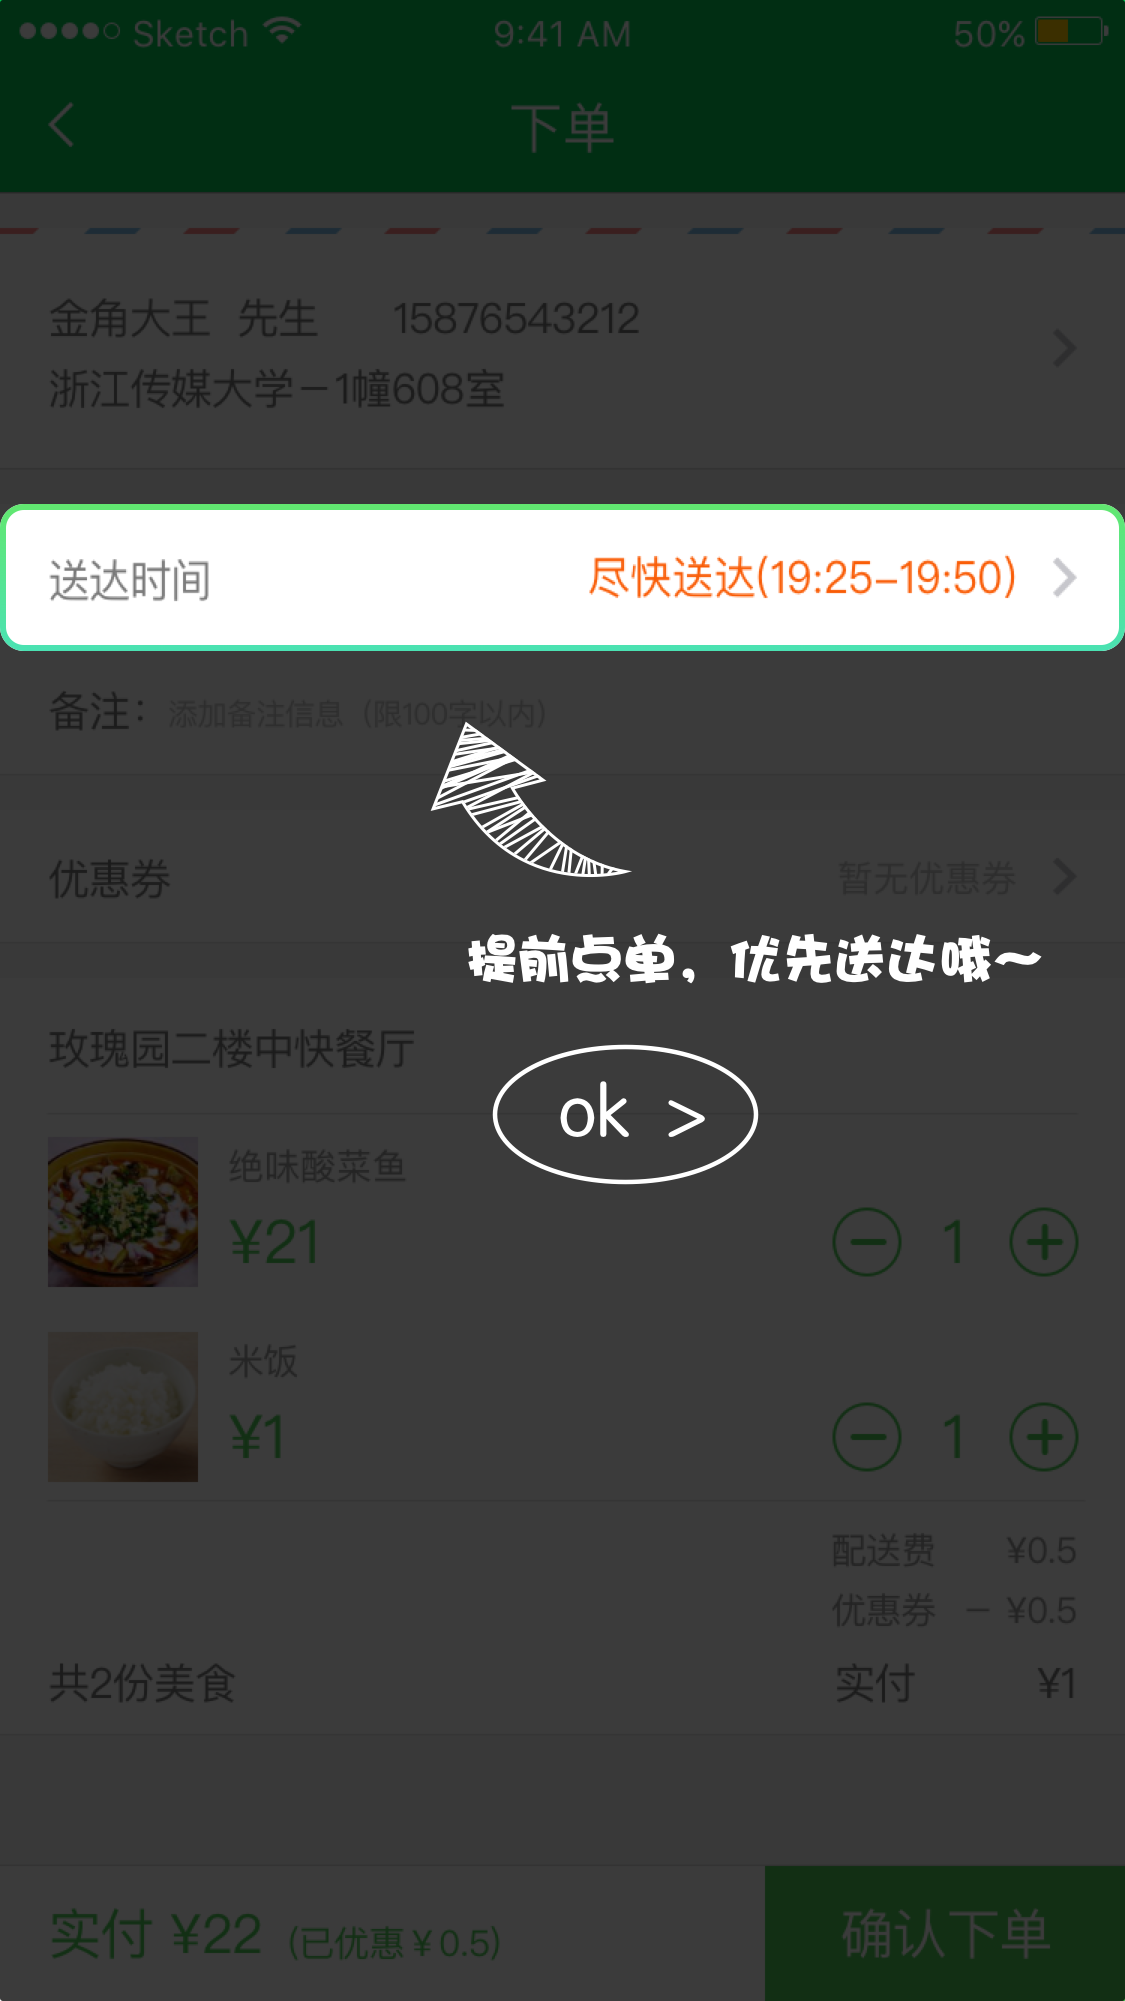 Sketch 9:41 AM 50%
下单
金角大王 先生 15876543212
浙江传媒大学－1幢608室
送达时间 尽快送达(19:25-19:50)
备注： 添加备注信息（限100字以内）
优惠券 暂无优惠券
提前点单，优先送达哦~
玫瑰园二楼中快餐厅
ok >
绝味酸菜鱼
¥21 1
米饭
¥1 1
配送费 ¥0.5
优惠券 - ¥0.5
共2份美食 实付 ¥1
实付 ¥22 (已优惠¥0.5) 确认下单